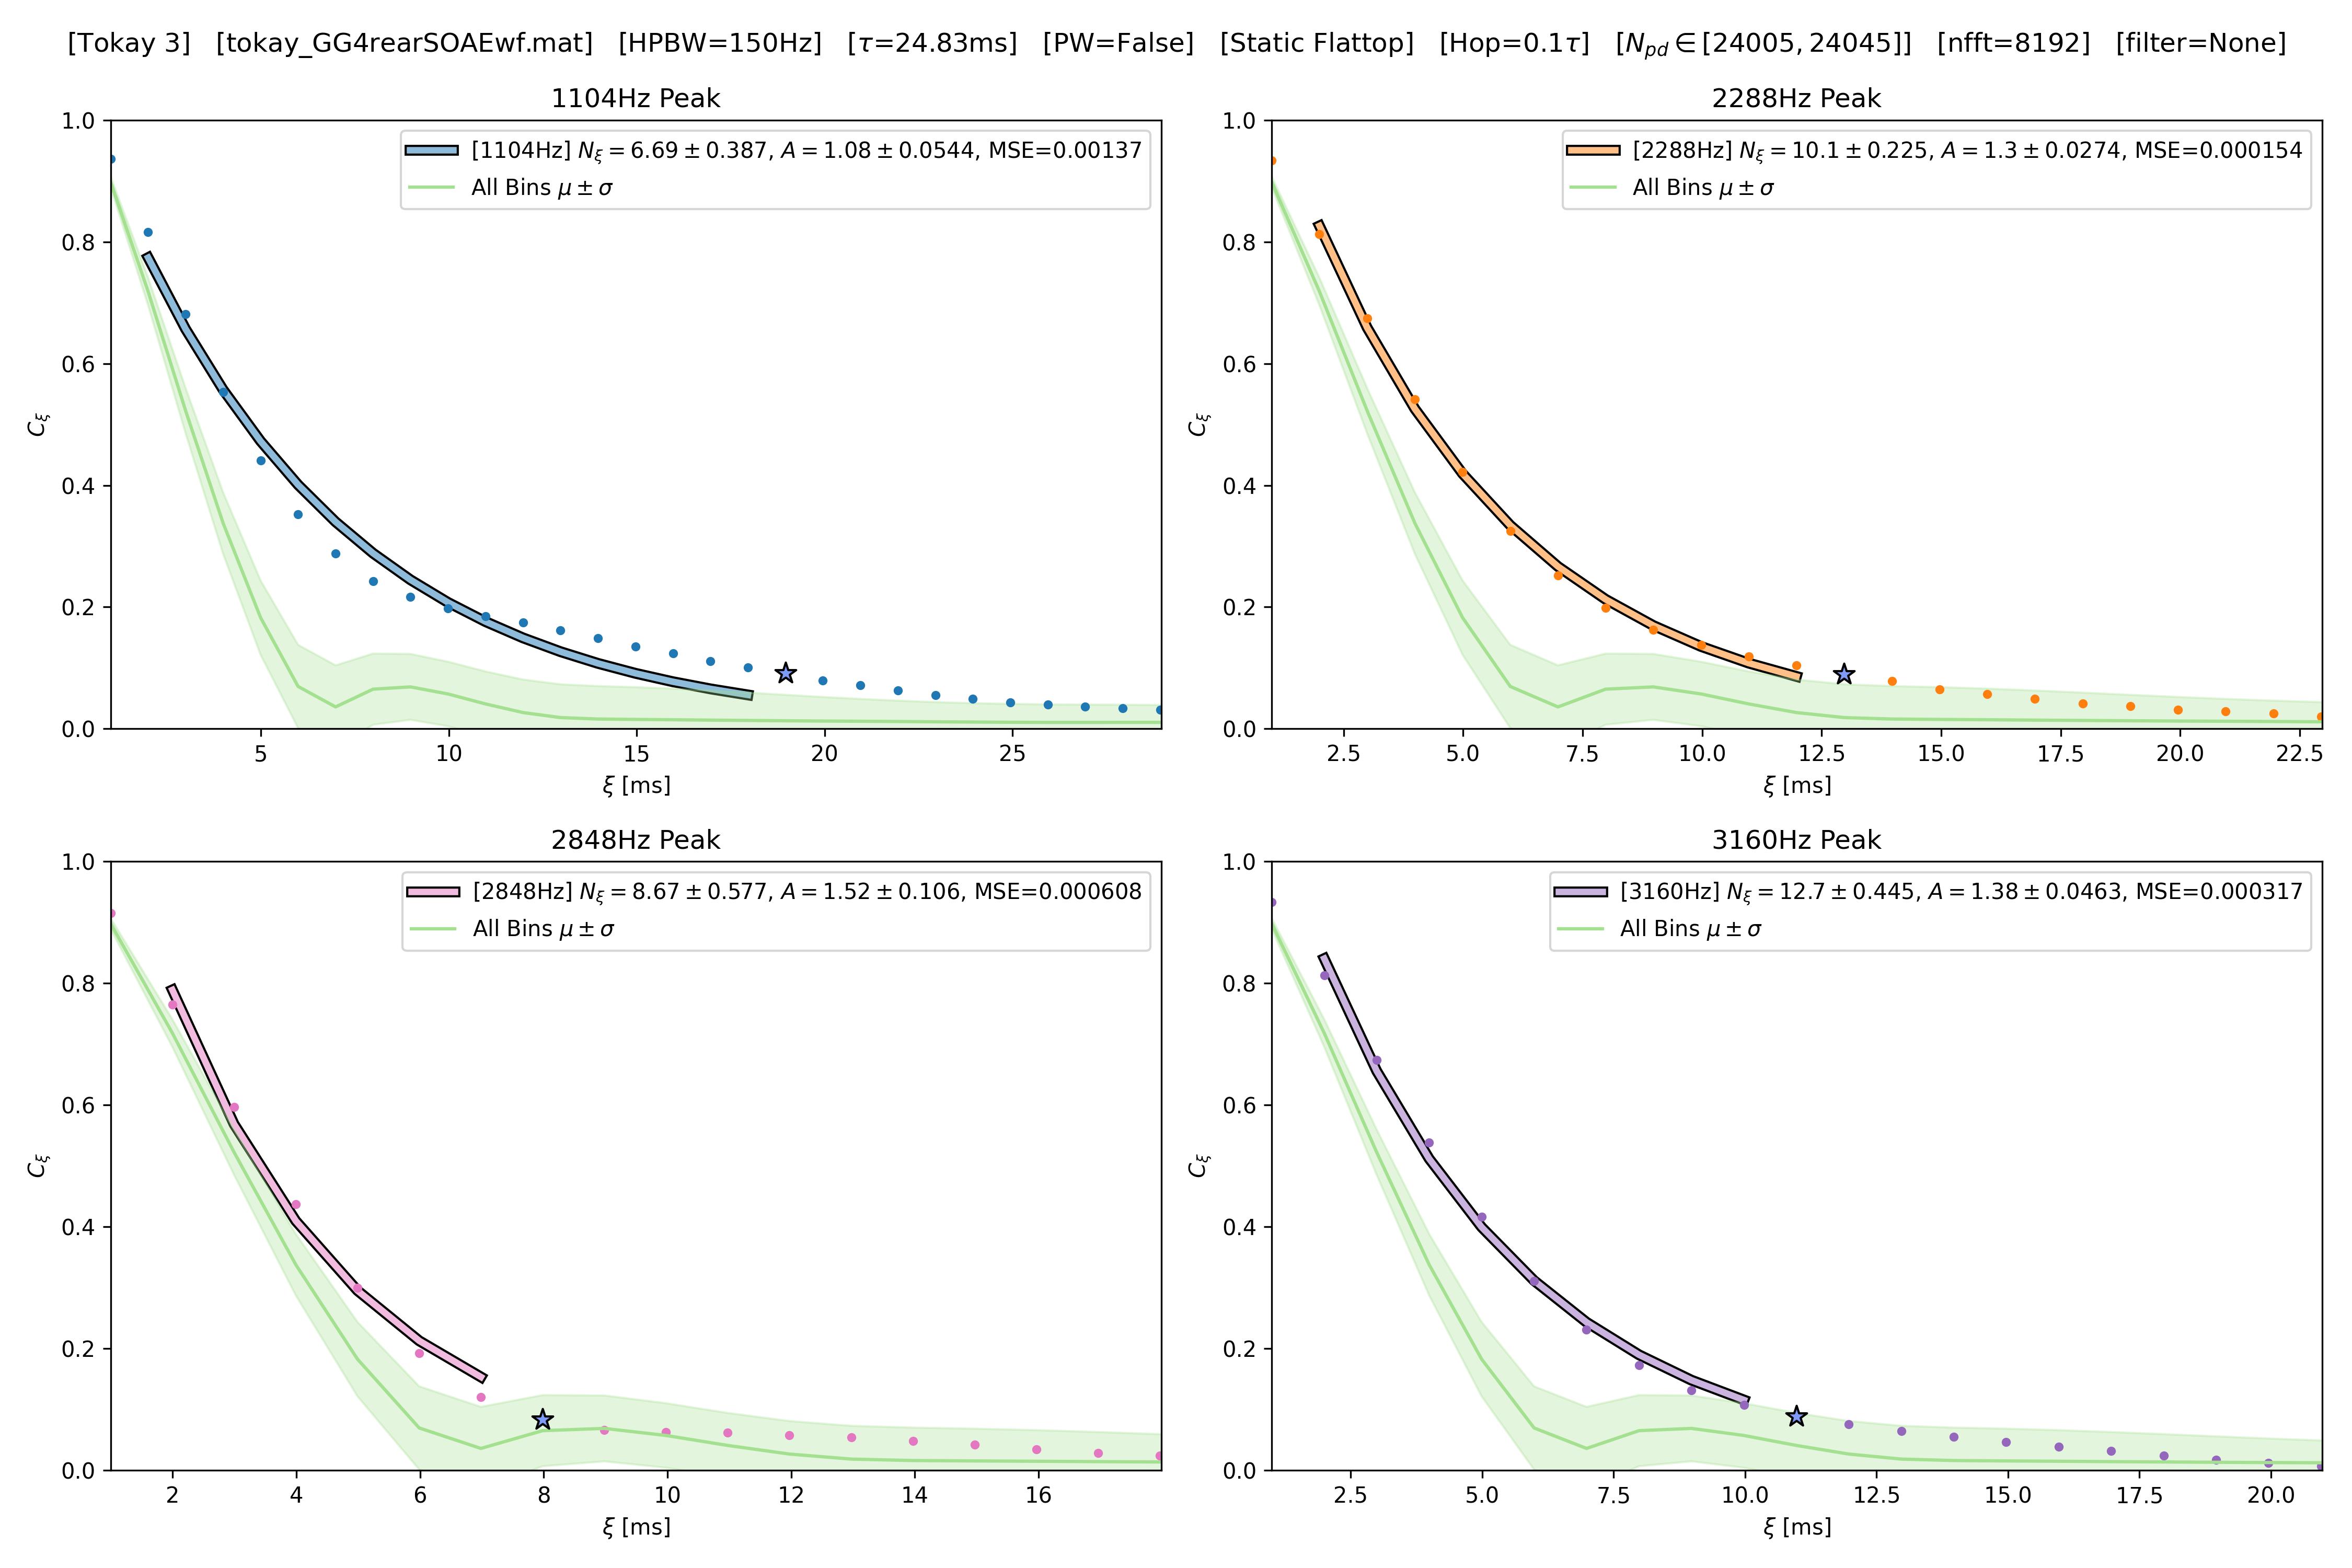 [Tokay 3] [tokay_GG4rearSOAEwf.mat] [HPBW=150Hz] [τ=24.83ms] [PW=False] [Static Flattop] [Hop=0.1τ] [N_{pd} ∈ [24005, 24045]] [nfft=8192] [filter=None]
1104Hz Peak
[1104Hz] N_ξ = 6.69 ± 0.387, A = 1.08 ± 0.0544, MSE=0.00137
All Bins μ ± σ
1.0
0.8
0.6
0.4
0.2
0.0
C_ξ
5 10 15 20 25
ξ [ms]
2288Hz Peak
[2288Hz] N_ξ = 10.1 ± 0.225, A = 1.3 ± 0.0274, MSE=0.000154
All Bins μ ± σ
1.0
0.8
0.6
0.4
0.2
0.0
C_ξ
2.5 5.0 7.5 10.0 12.5 15.0 17.5 20.0 22.5
ξ [ms]
2848Hz Peak
[2848Hz] N_ξ = 8.67 ± 0.577, A = 1.52 ± 0.106, MSE=0.000608
All Bins μ ± σ
1.0
0.8
0.6
0.4
0.2
0.0
C_ξ
2 4 6 8 10 12 14 16
ξ [ms]
3160Hz Peak
[3160Hz] N_ξ = 12.7 ± 0.445, A = 1.38 ± 0.0463, MSE=0.000317
All Bins μ ± σ
1.0
0.8
0.6
0.4
0.2
0.0
C_ξ
2.5 5.0 7.5 10.0 12.5 15.0 17.5 20.0
ξ [ms]